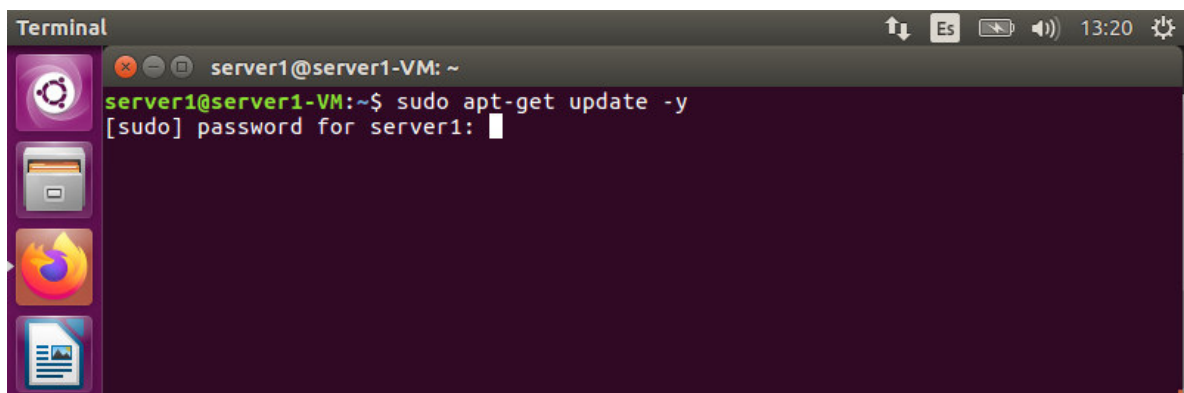 Terminal
Es
13:20
server1@server1-VM: ~
server1@server1-VM:~$ sudo apt-get update -y
[sudo] password for server1: